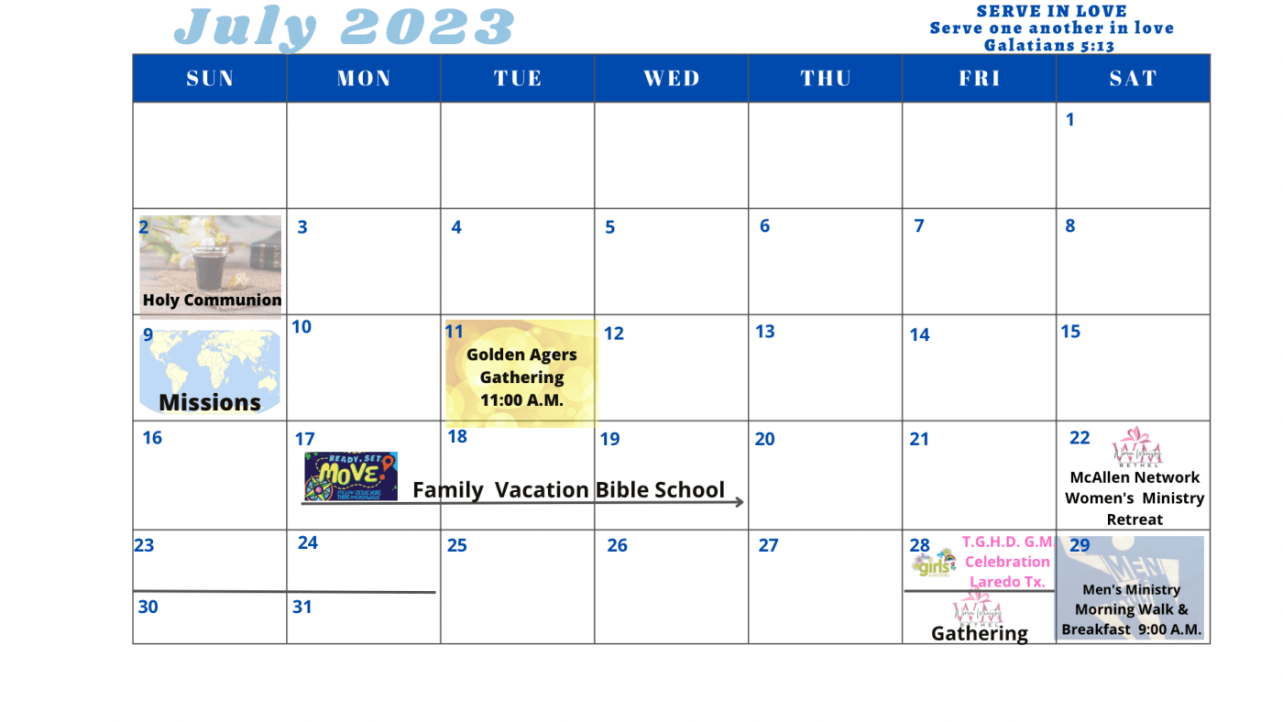 July 2023
SERVE IN LOVE
Serve one another in love
Galatians 5:13
SUN MON TUE WED THU FRI SAT
1
2 3 4 5 6 7 8
Holy Communion
9 10 11 12 13 14 15
Missions
Golden Agers
Gathering
11:00 A.M.
16 17 18 19 20 21 22
READY, SET,
MOVE!
Family Vacation Bible School
BETHEL
McAllen Network
Women's Ministry
Retreat
23 24 25 26 27 28 29
girls
T.G.H.D. G.M.
Celebration
Laredo Tx.
BETHEL
Gathering
MEN
Men's Ministry
Morning Walk &
Breakfast 9:00 A.M.
30 31